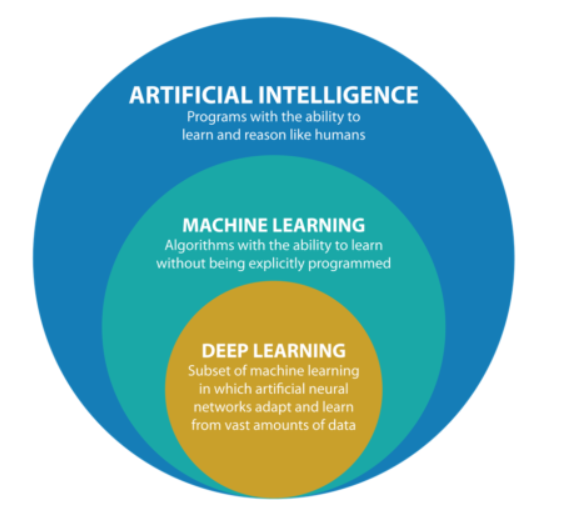 ARTIFICIAL INTELLIGENCE
Programs with the ability to
learn and reason like humans
MACHINE LEARNING
Algorithms with the ability to learn
without being explicitly programmed
DEEP LEARNING
Subset of machine learning
in which artificial neural
networks adapt and learn
from vast amounts of data